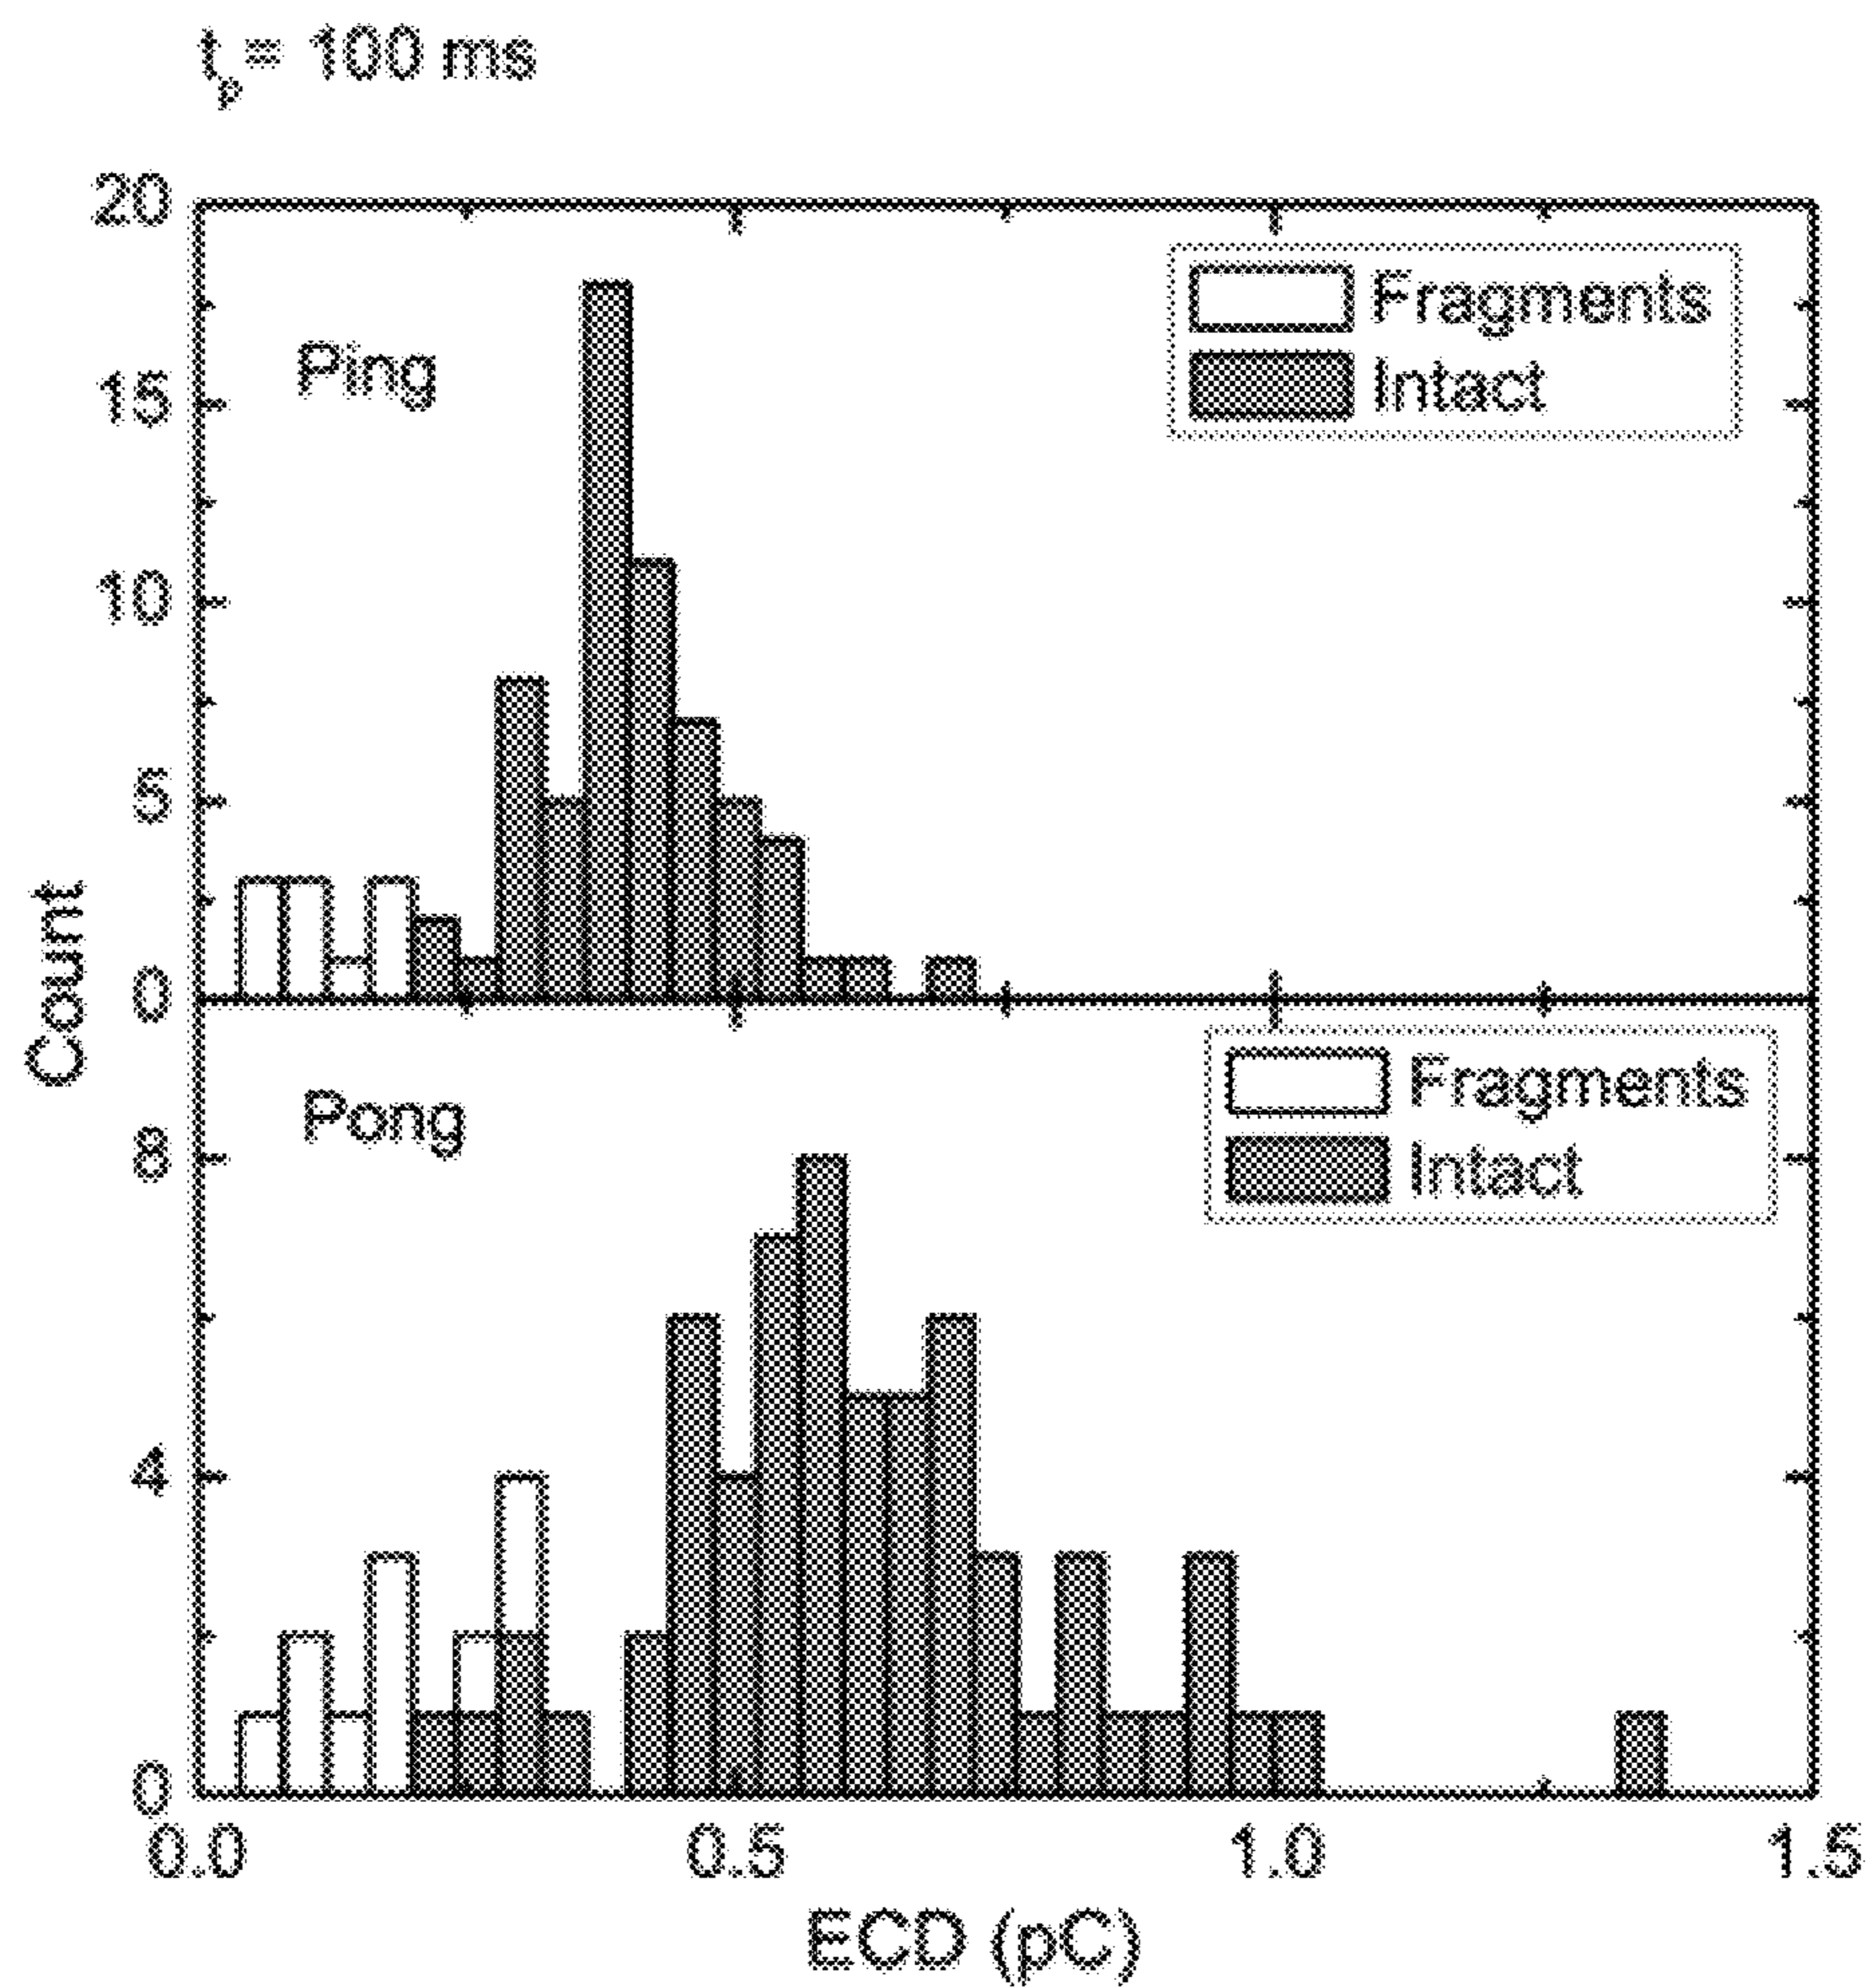 tp= 100 ms
20
15
10
5
0
Ping
Fragments
Intact
Count
Pong
Fragments
Intact
8
4
0
0.0 0.5 1.0 1.5
ECD (pC)